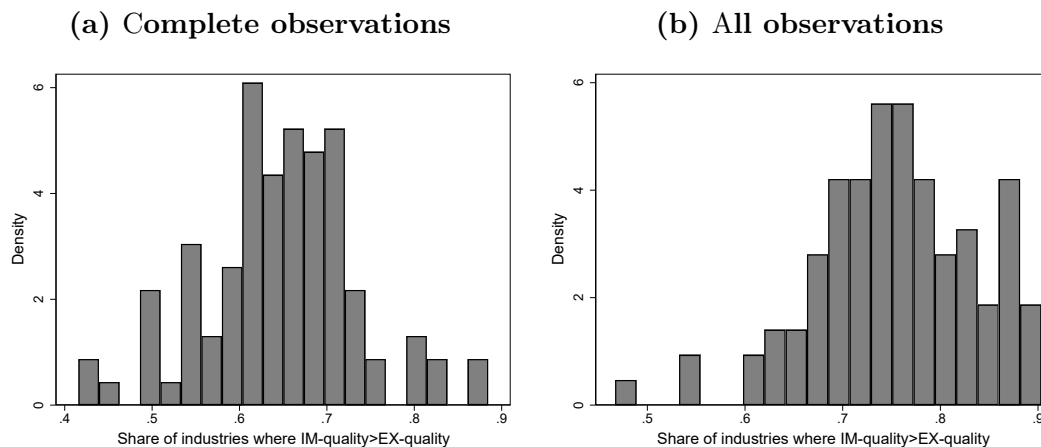 (a) Complete observations
6
4
2
0
Density
.4 .5 .6 .7 .8 .9
Share of industries where IM-quality>EX-quality
(b) All observations
6
4
2
0
Density
.5 .6 .7 .8 .9
Share of industries where IM-quality>EX-quality